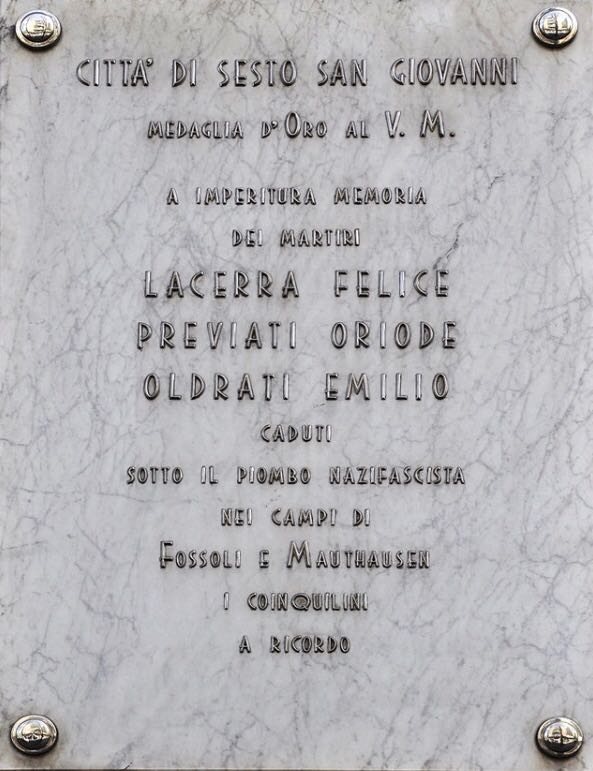 CITTA' DI SESTO SAN GIOVANNI
MEDAGLIA D'ORO AL V. M.
A IMPERITURA MEMORIA
DEI MARTIRI
LACERRA FELICE
PREVIATI ORIODE
OLDRATI EMILIO
CADUTI
SOTTO IL PIOMBO NAZIFASCISTA
NEI CAMPI DI
FOSSOLI E MAUTHAUSEN
I COINQUILINI
A RICORDO